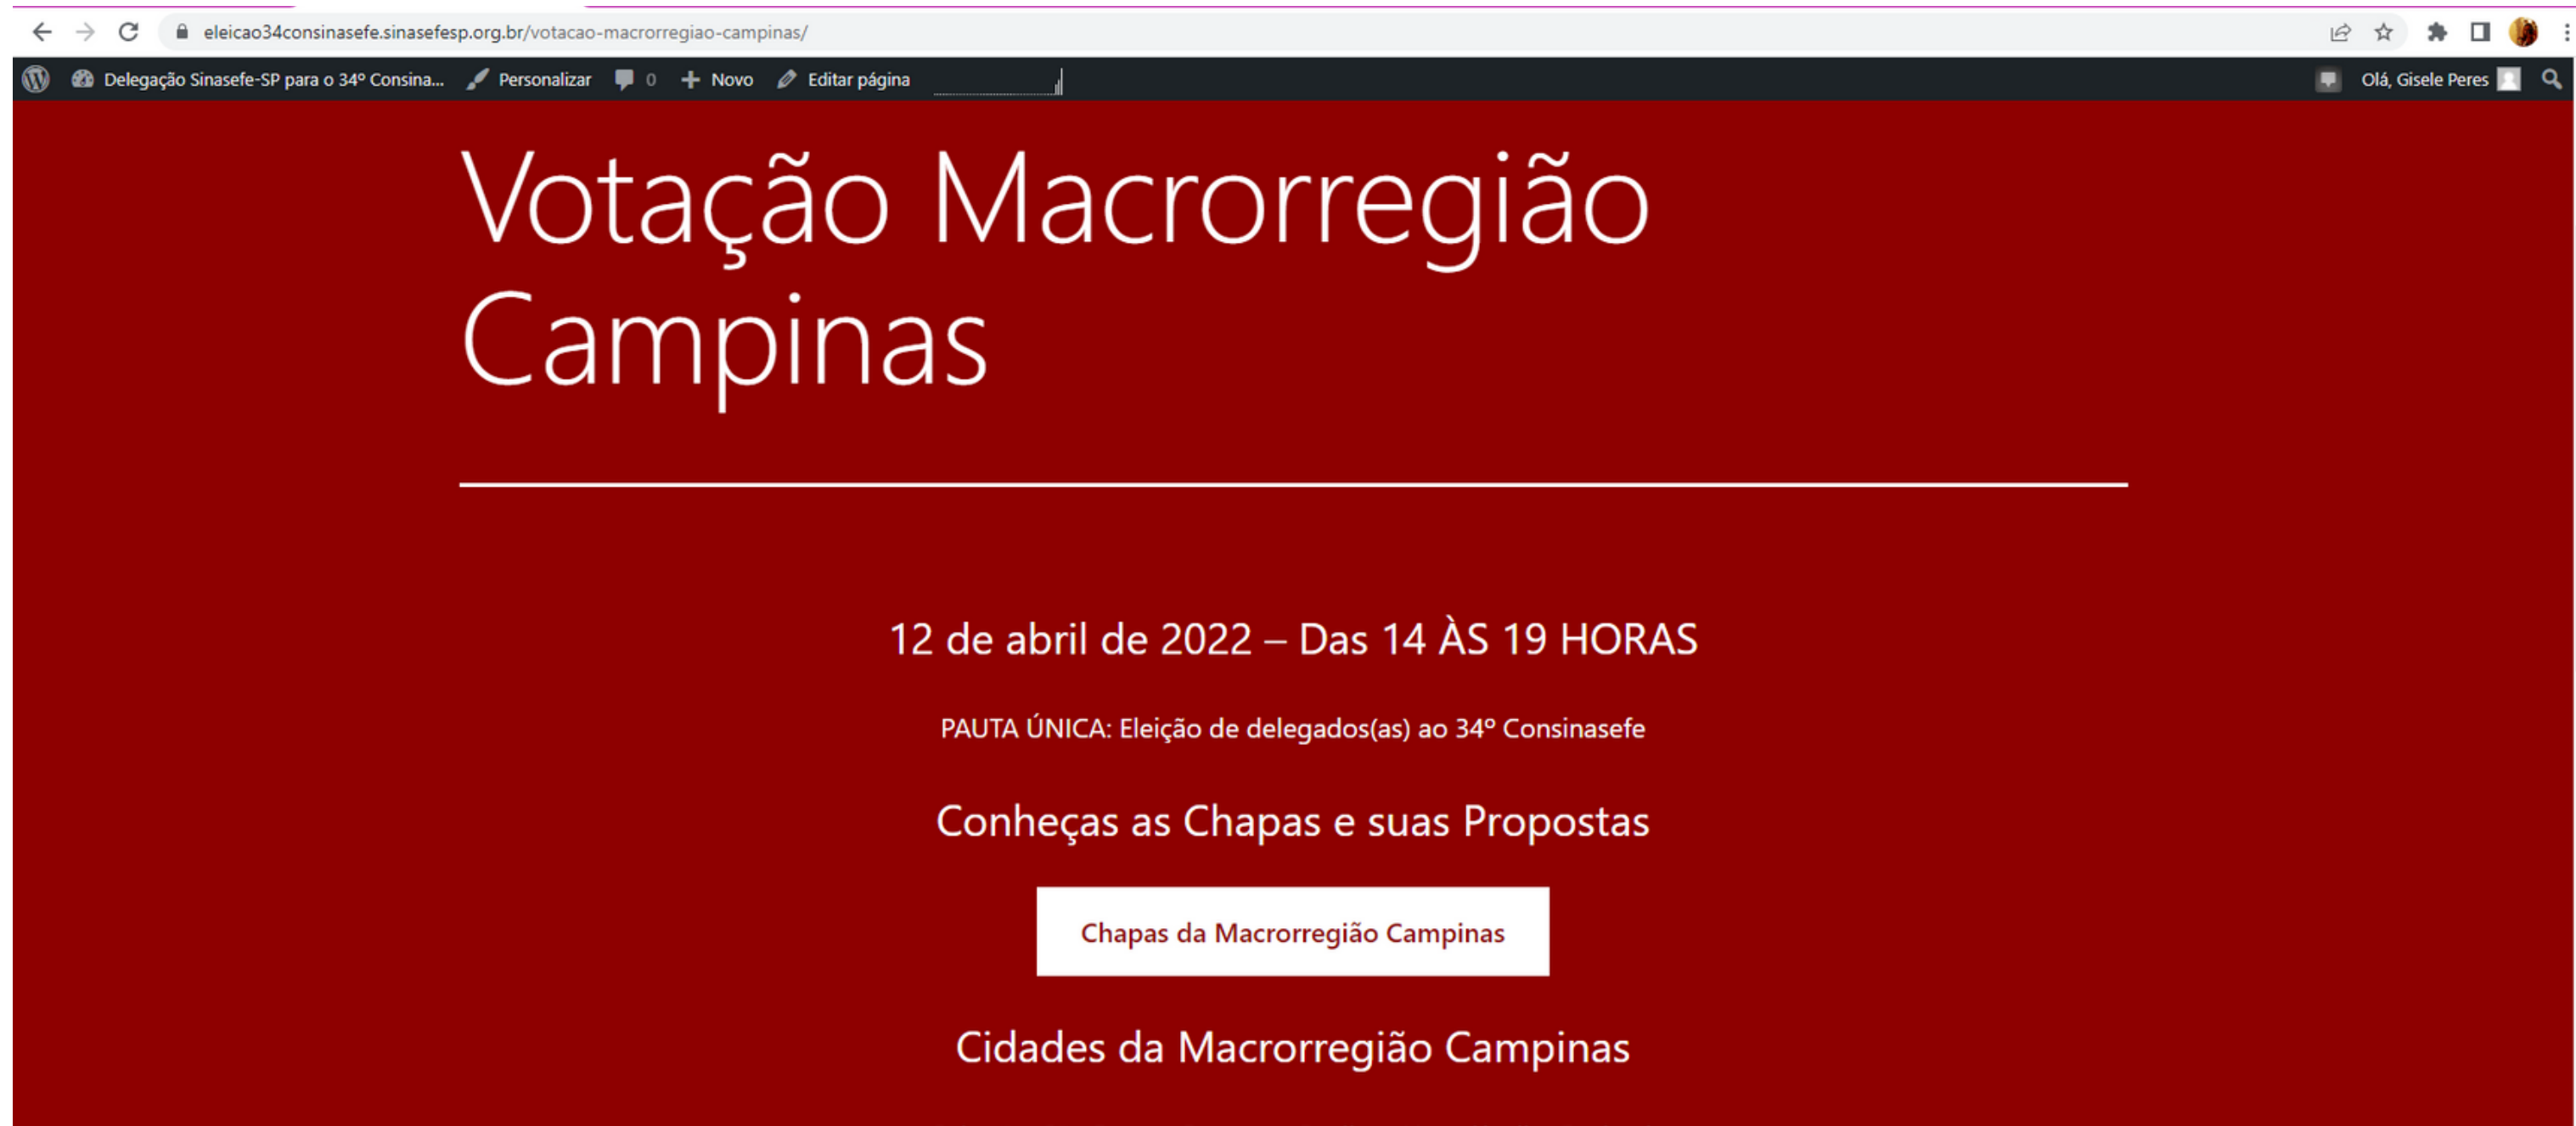 eleicao34consinasefe.sinasefesp.org.br/votacao-macrorregiao-campinas/
Delegação Sinasefe-SP para o 34º Consina... Personalizar 0 Novo Editar página Olá, Gisele Peres
Votação Macrorregião
Campinas
12 de abril de 2022 – Das 14 ÀS 19 HORAS
PAUTA ÚNICA: Eleição de delegados(as) ao 34º Consinasefe
Conheças as Chapas e suas Propostas
Chapas da Macrorregião Campinas
Cidades da Macrorregião Campinas